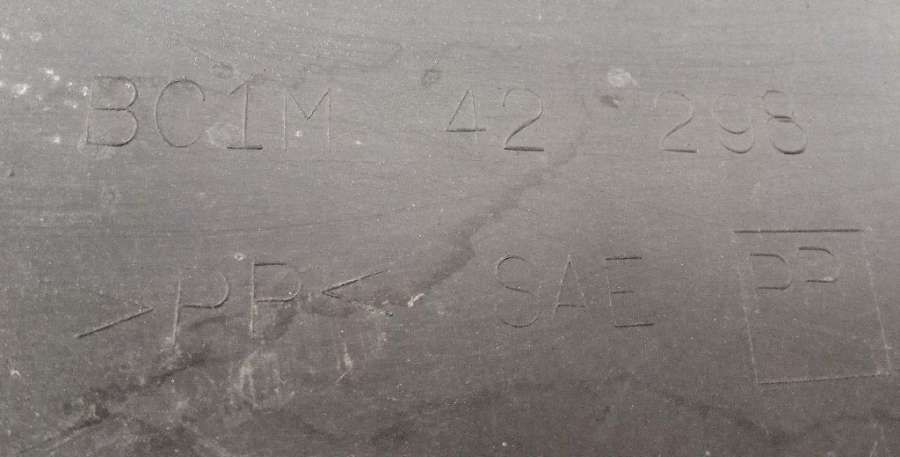 BC1M 42 298
>PP< SAE PP